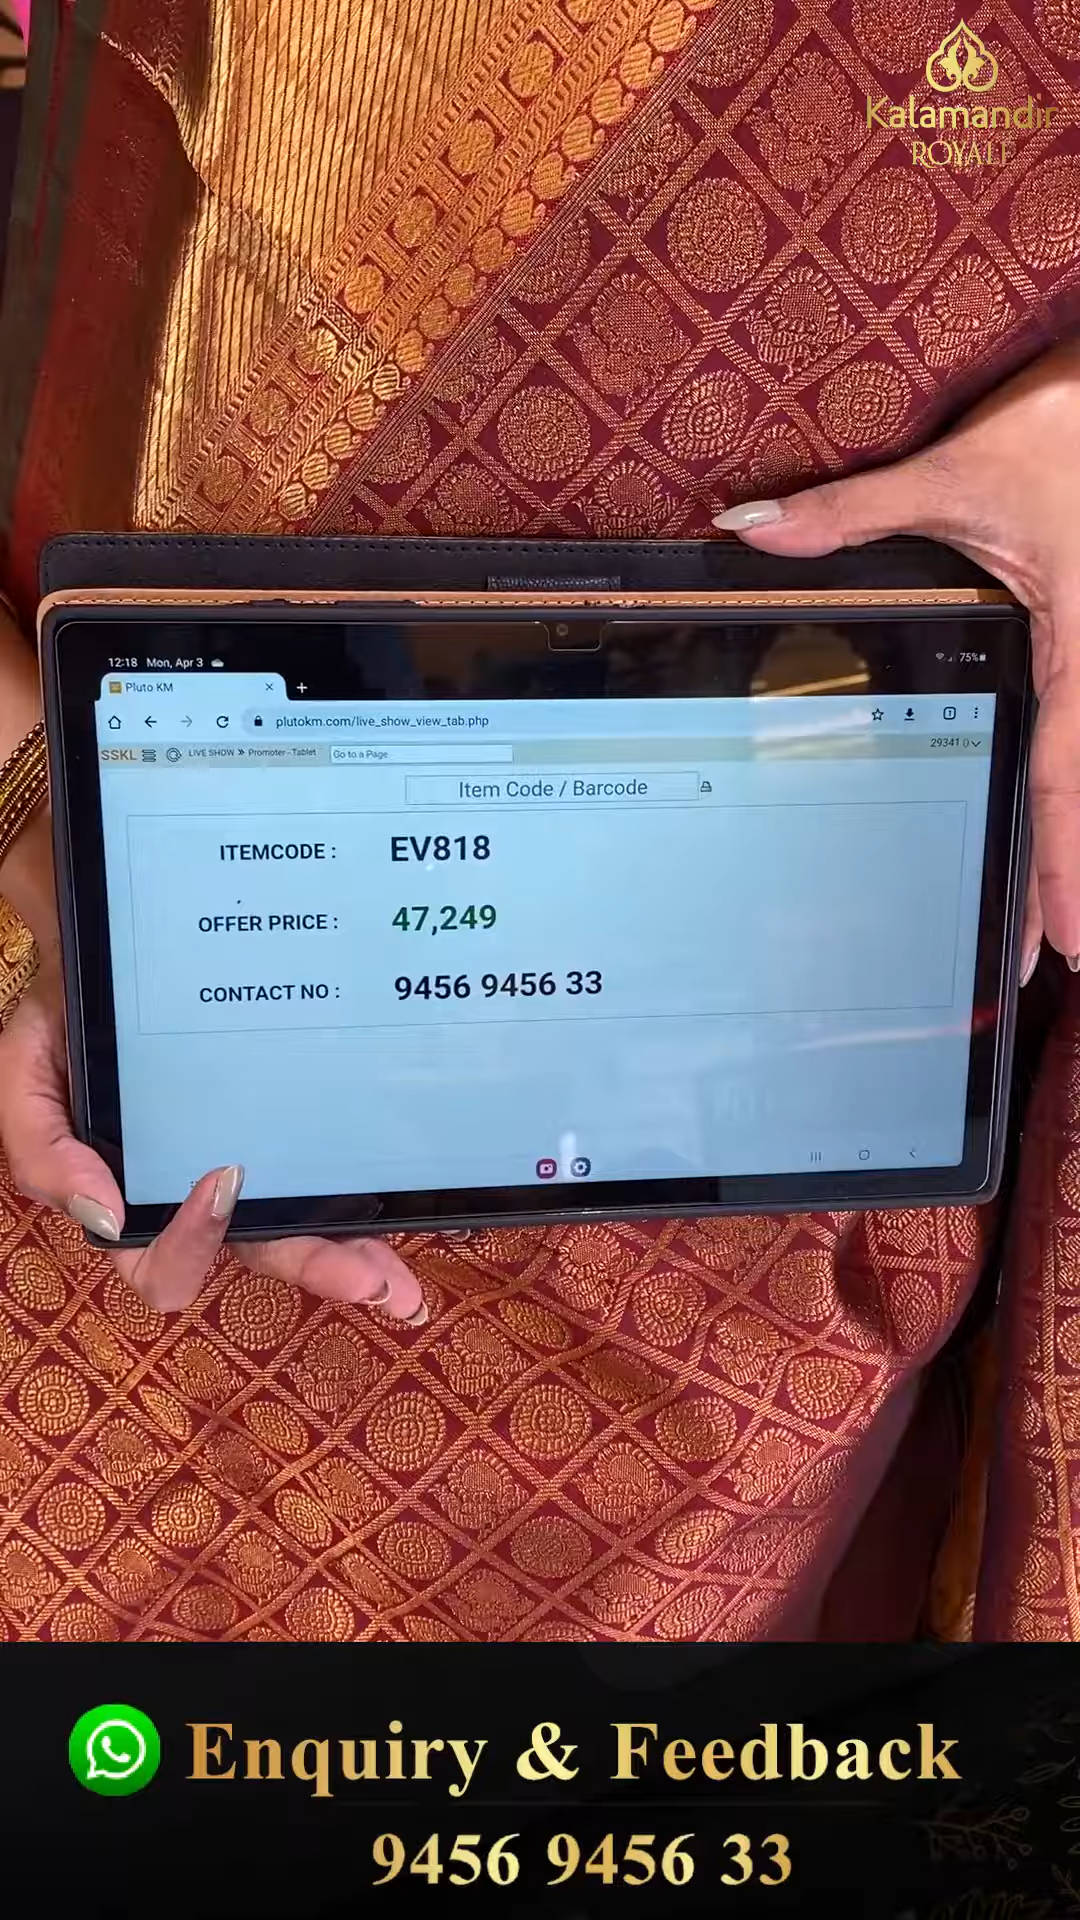 Kalamandir
ROYALE
12:18 Mon, Apr 3
75%
Pluto KM
plutokm.com/live_show_view_tab.php
SSKL
LIVE SHOW » Promoter - Tablet
Go to a Page
29341 ()
Item Code / Barcode
ITEMCODE : EV818
OFFER PRICE : 47,249
CONTACT NO : 9456 9456 33
Enquiry & Feedback
9456 9456 33